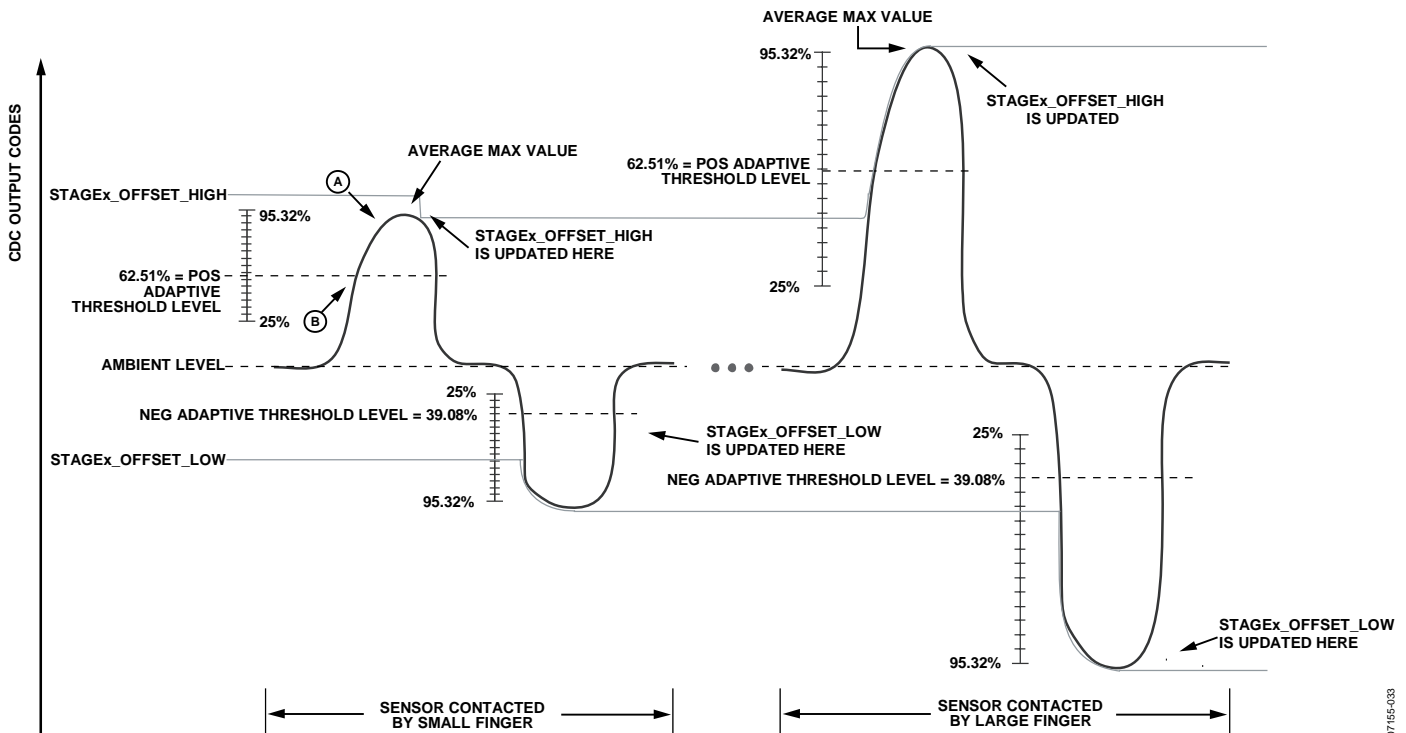 AVERAGE MAX VALUE
95.32%
STAGEx_OFFSET_HIGH
IS UPDATED
CDC OUTPUT CODES
AVERAGE MAX VALUE
62.51% = POS ADAPTIVE
THRESHOLD LEVEL
A
STAGEx_OFFSET_HIGH
95.32%
STAGEx_OFFSET_HIGH
IS UPDATED HERE
62.51% = POS
ADAPTIVE
THRESHOLD LEVEL
25%
25%
B
AMBIENT LEVEL
25%
NEG ADAPTIVE THRESHOLD LEVEL = 39.08%
STAGEx_OFFSET_LOW
IS UPDATED HERE
25%
STAGEx_OFFSET_LOW
NEG ADAPTIVE THRESHOLD LEVEL = 39.08%
95.32%
STAGEx_OFFSET_LOW
IS UPDATED HERE
95.32%
SENSOR CONTACTED
BY SMALL FINGER
SENSOR CONTACTED
BY LARGE FINGER
07155-033